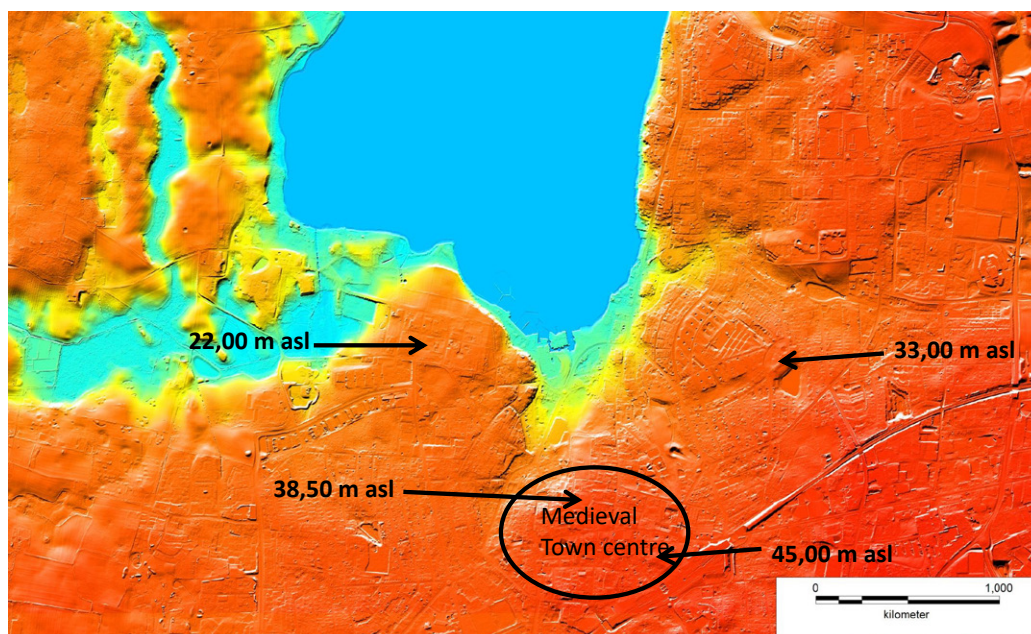 22,00 m asl
33,00 m asl
38,50 m asl
Medieval
Town centre
45,00 m asl
0 1,000
kilometer